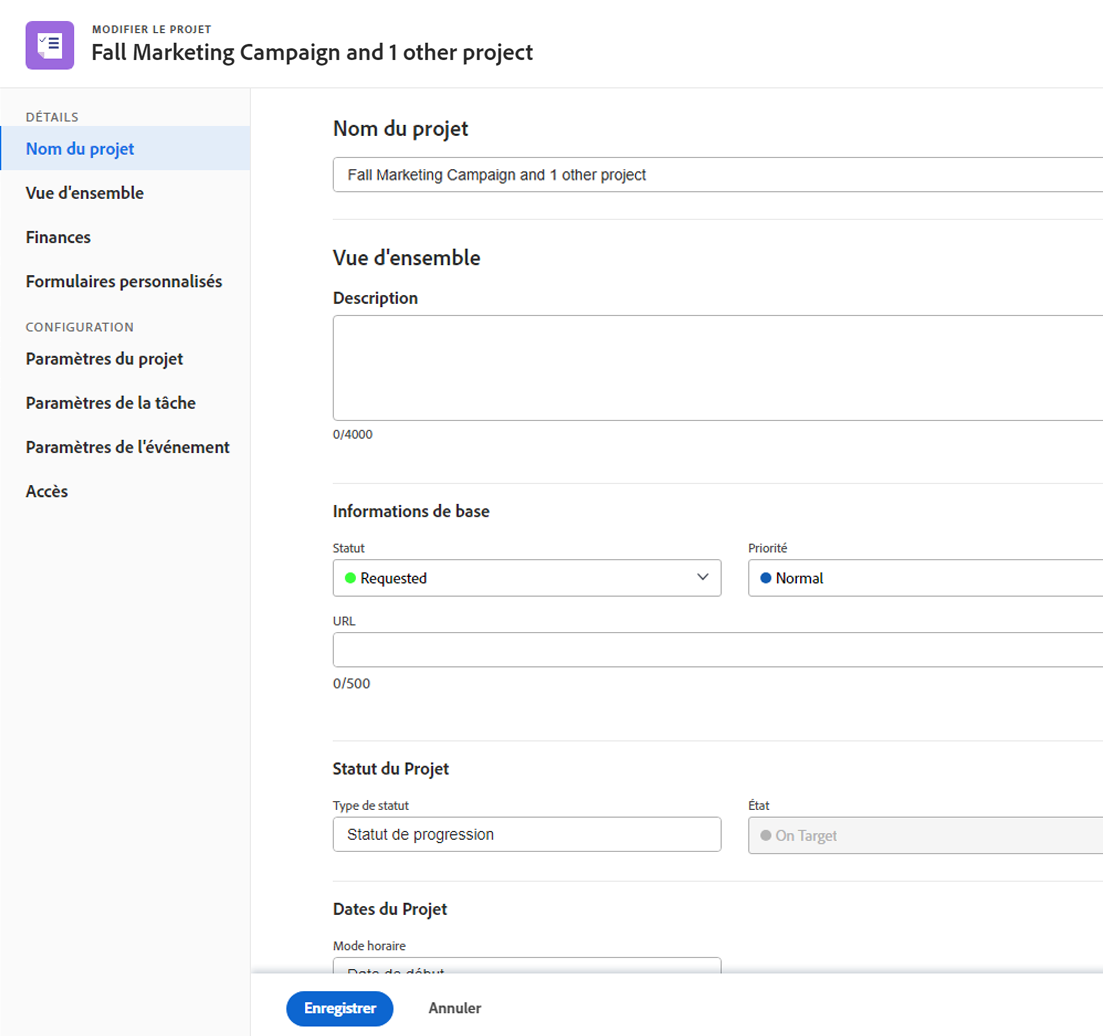 MODIFIER LE PROJET
Fall Marketing Campaign and 1 other project
DÉTAILS
Nom du projet
Vue d'ensemble
Finances
Formulaires personnalisés
CONFIGURATION
Paramètres du projet
Paramètres de la tâche
Paramètres de l'événement
Accès
Nom du projet
Fall Marketing Campaign and 1 other project
Vue d'ensemble
Description
0/4000
Informations de base
Statut
Priorité
Requested
Normal
URL
0/500
Statut du Projet
Type de statut
État
Statut de progression
On Target
Dates du Projet
Mode horaire
Date de début
Enregistrer
Annuler